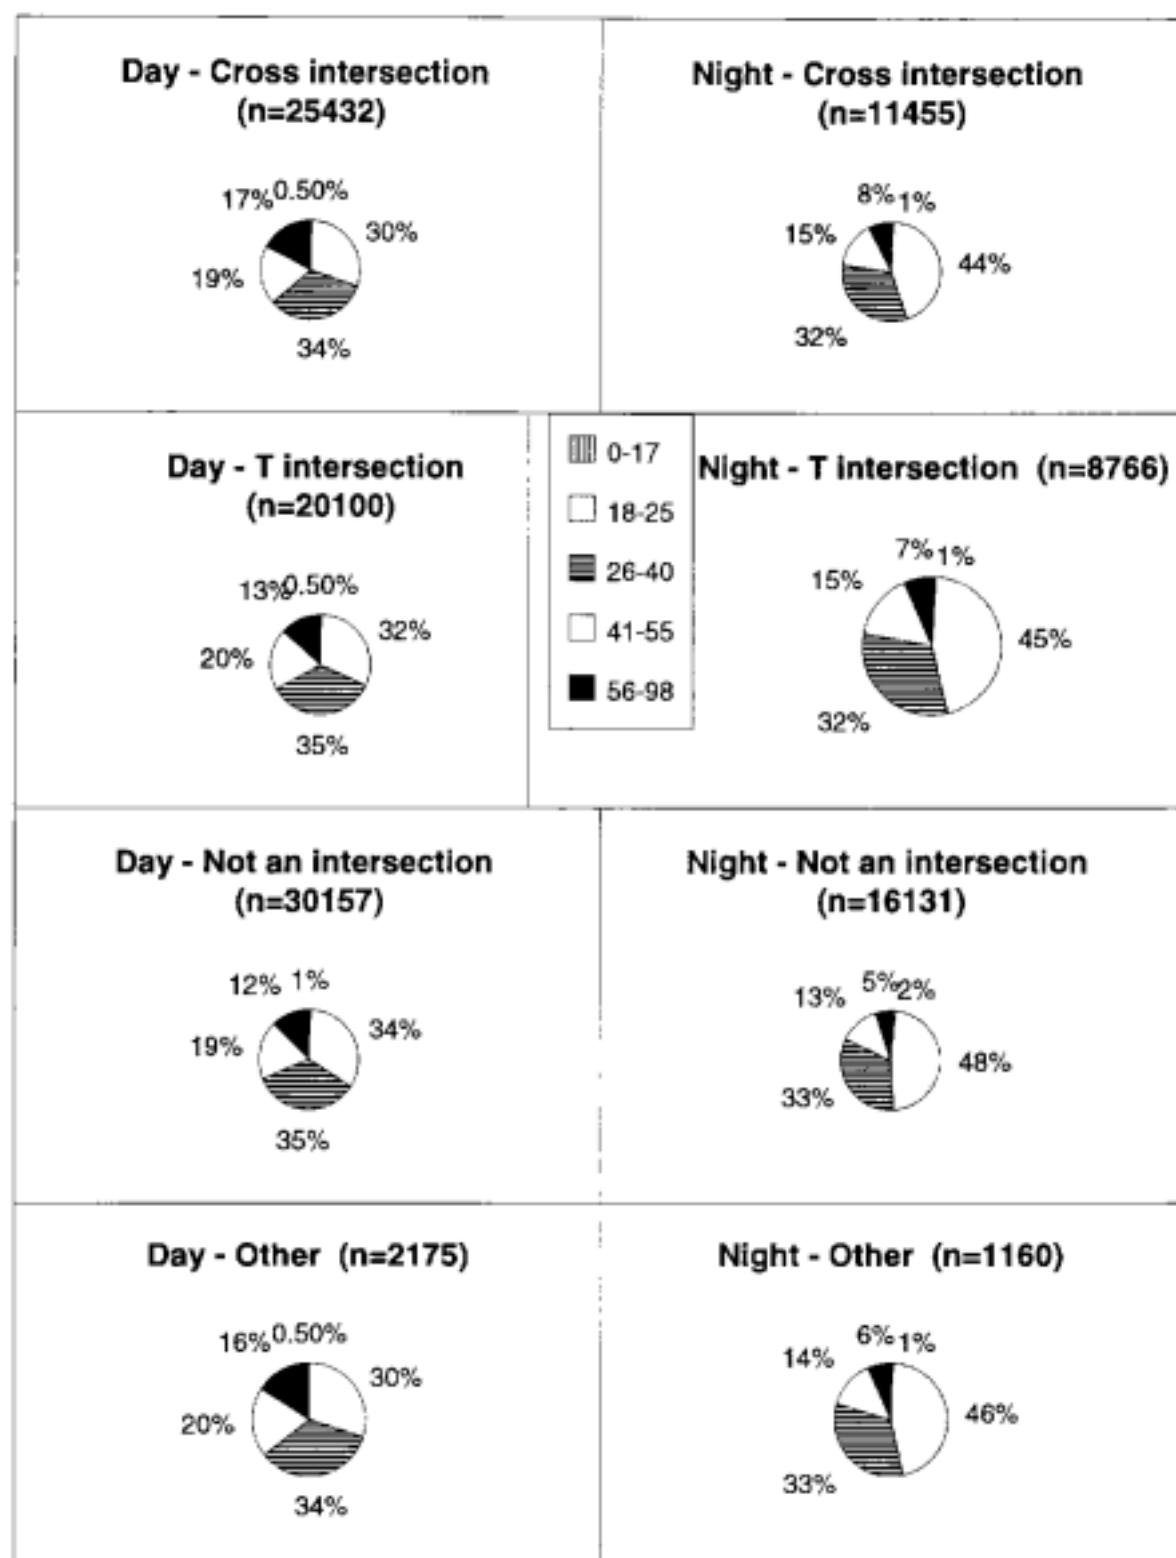 Day - Cross intersection
(n=25432)
17% 0.50%
30%
19%
34%
Night - Cross intersection
(n=11455)
8% 1%
15%
44%
32%
Day - T intersection
(n=20100)
13% 0.50%
32%
20%
35%
0-17
18-25
26-40
41-55
56-98
Night - T intersection (n=8766)
7% 1%
15%
45%
32%
Day - Not an intersection
(n=30157)
12% 1%
34%
19%
35%
Night - Not an intersection
(n=16131)
5% 2%
13%
48%
33%
Day - Other (n=2175)
16% 0.50%
30%
20%
34%
Night - Other (n=1160)
6% 1%
14%
46%
33%